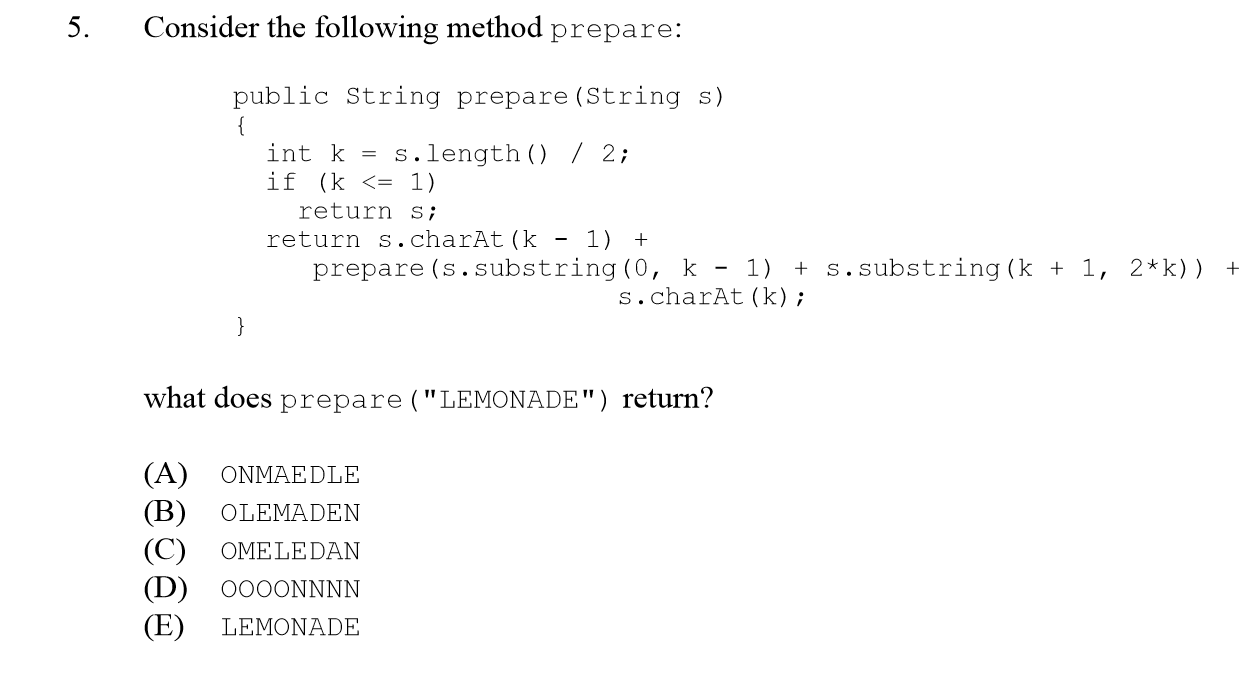 5. Consider the following method prepare:
public String prepare(String s)
{
int k = s.length() / 2;
if (k <= 1)
return s;
return s.charAt(k - 1) +
prepare(s.substring(0, k - 1) + s.substring(k + 1, 2*k)) +
s.charAt(k);
}
what does prepare("LEMONADE") return?
(A) ONMAEDLE
(B) OLEMADEN
(C) OMELEDAN
(D) OOOONNNN
(E) LEMONADE